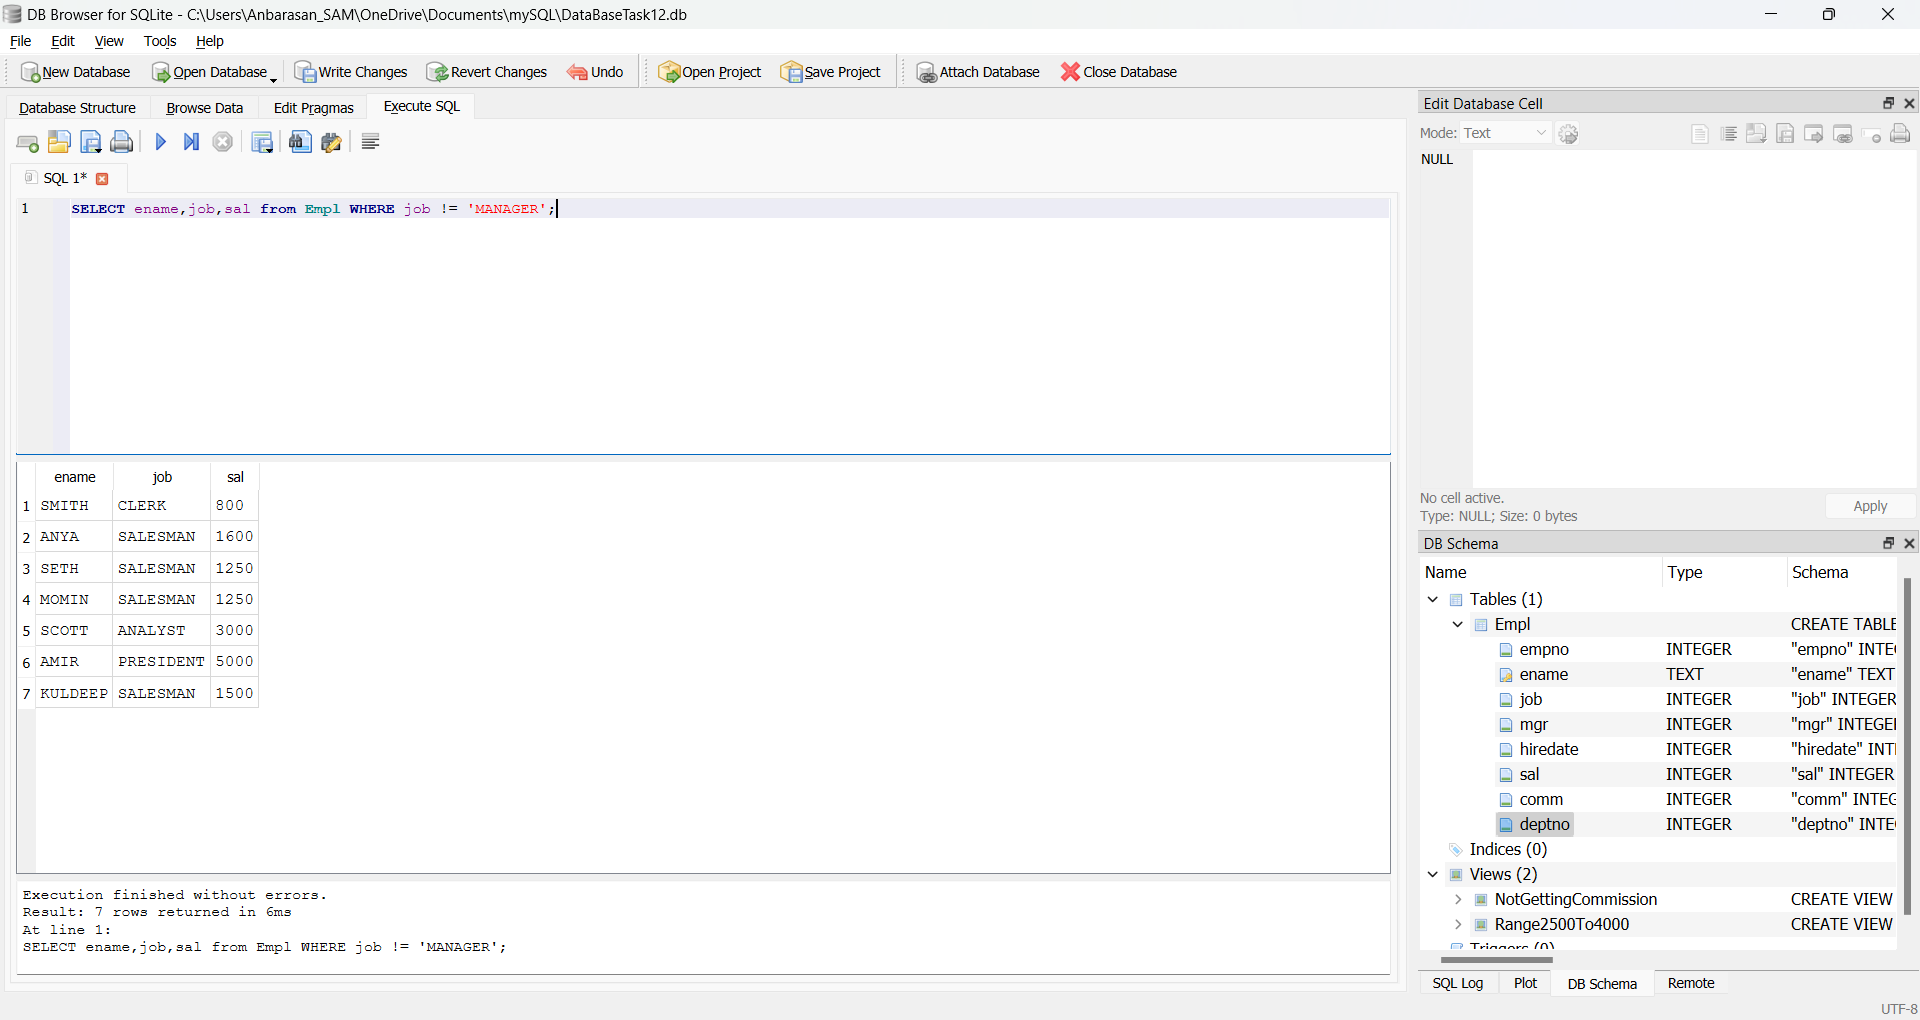 DB Browser for SQLite - C:\Users\Anbarasan_SAM\OneDrive\Documents\mySQL\DataBaseTask12.db
File Edit View Tools Help
New Database Open Database Write Changes Revert Changes Undo Open Project Save Project Attach Database Close Database
Database Structure Browse Data Edit Pragmas Execute SQL
SQL 1*
1 SELECT ename,job,sal from Empl WHERE job != 'MANAGER';
ename job sal
1 SMITH CLERK 800
2 ANYA SALESMAN 1600
3 SETH SALESMAN 1250
4 MOMIN SALESMAN 1250
5 SCOTT ANALYST 3000
6 AMIR PRESIDENT 5000
7 KULDEEP SALESMAN 1500
Execution finished without errors.
Result: 7 rows returned in 6ms
At line 1:
SELECT ename,job,sal from Empl WHERE job != 'MANAGER';
Edit Database Cell
Mode: Text
NULL
No cell active.
Type: NULL; Size: 0 bytes
Apply
DB Schema
Name Type Schema
Tables (1)
Empl CREATE TABLE
empno INTEGER "empno" INTE
ename TEXT "ename" TEXT
job INTEGER "job" INTEGER
mgr INTEGER "mgr" INTEGE
hiredate INTEGER "hiredate" INT
sal INTEGER "sal" INTEGER
comm INTEGER "comm" INTEG
deptno INTEGER "deptno" INTE
Indices (0)
Views (2)
NotGettingCommission CREATE VIEW
Range2500To4000 CREATE VIEW
Triggers (0)
SQL Log Plot DB Schema Remote
UTF-8